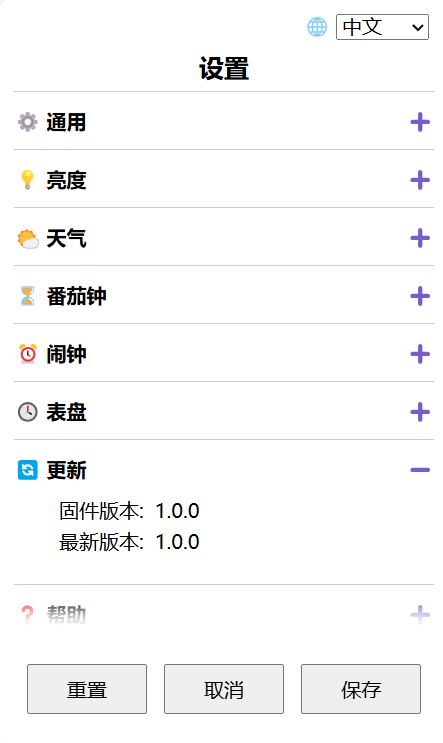 中文
设置
通用
亮度
天气
番茄钟
闹钟
表盘
更新
固件版本: 1.0.0
最新版本: 1.0.0
帮助
重置 取消 保存